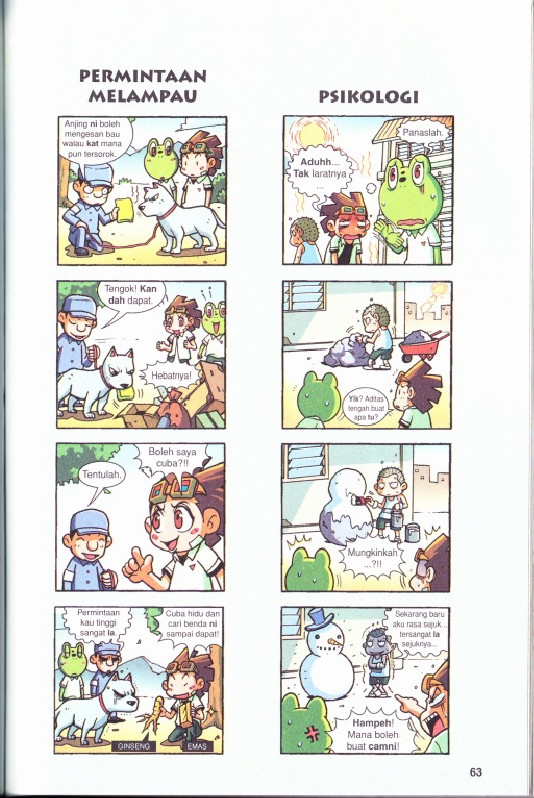 PERMINTAAN
MELAMPAU
Anjing ni boleh
mengesan bau
walau kat mana
pun tersorok.
Tengok! Kan
dah dapat.
Hebatnya!
Boleh saya
cuba?!!
Tentulah.
Permintaan
kau tinggi
sangat la.
Cuba hidu dan
cari benda ni
sampai dapat!
GINSENG
EMAS
PSIKOLOGI
Panaslah.
Aduhh...
Tak laratnya
...
Yik? Aditas
tengah buat
apa tu?
Mungkinkah
...?!!
Sekarang baru
aku rasa sejuk...
tersangat lla
sejuknya...
Hampeh!
Mana boleh
buat camni!
63